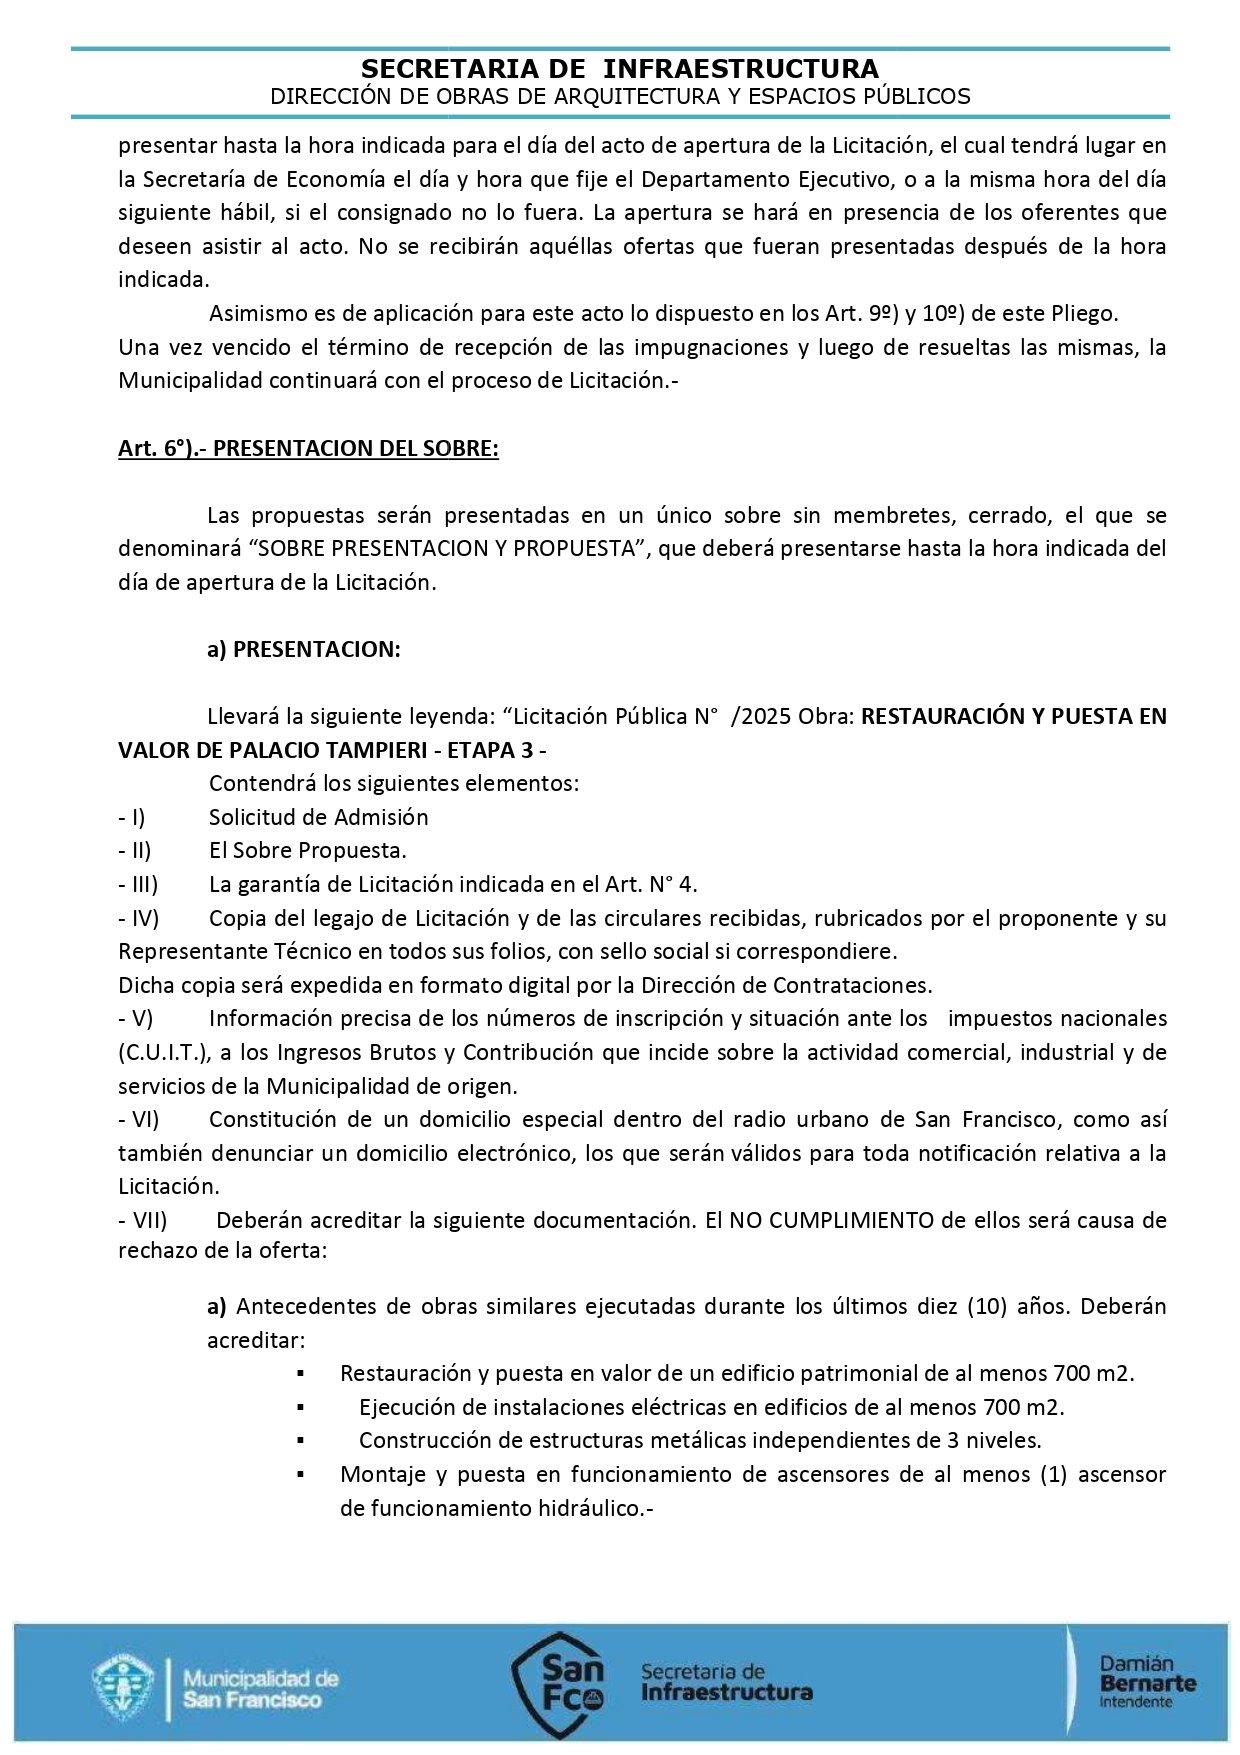 SECRETARIA DE INFRAESTRUCTURA
DIRECCIÓN DE OBRAS DE ARQUITECTURA Y ESPACIOS PÚBLICOS
presentar hasta la hora indicada para el día del acto de apertura de la Licitación, el cual tendrá lugar en
la Secretaría de Economía el día y hora que fije el Departamento Ejecutivo, o a la misma hora del día
siguiente hábil, si el consignado no lo fuera. La apertura se hará en presencia de los oferentes que
deseen asistir al acto. No se recibirán aquéllas ofertas que fueran presentadas después de la hora
indicada.
Asimismo es de aplicación para este acto lo dispuesto en los Art. 9º) y 10º) de este Pliego.
Una vez vencido el término de recepción de las impugnaciones y luego de resueltas las mismas, la
Municipalidad continuará con el proceso de Licitación.-
Art. 6°).- PRESENTACION DEL SOBRE:
Las propuestas serán presentadas en un único sobre sin membretes, cerrado, el que se
denominará “SOBRE PRESENTACION Y PROPUESTA”, que deberá presentarse hasta la hora indicada del
día de apertura de la Licitación.
a) PRESENTACION:
Llevará la siguiente leyenda: “Licitación Pública N° /2025 Obra: RESTAURACIÓN Y PUESTA EN
VALOR DE PALACIO TAMPIERI - ETAPA 3 -
Contendrá los siguientes elementos:
- I) Solicitud de Admisión
- II) El Sobre Propuesta.
- III) La garantía de Licitación indicada en el Art. N° 4.
- IV) Copia del legajo de Licitación y de las circulares recibidas, rubricados por el proponente y su
Representante Técnico en todos sus folios, con sello social si correspondiere.
Dicha copia será expedida en formato digital por la Dirección de Contrataciones.
- V) Información precisa de los números de inscripción y situación ante los impuestos nacionales
(C.U.I.T.), a los Ingresos Brutos y Contribución que incide sobre la actividad comercial, industrial y de
servicios de la Municipalidad de origen.
- VI) Constitución de un domicilio especial dentro del radio urbano de San Francisco, como así
también denunciar un domicilio electrónico, los que serán válidos para toda notificación relativa a la
Licitación.
- VII) Deberán acreditar la siguiente documentación. El NO CUMPLIMIENTO de ellos será causa de
rechazo de la oferta:
a) Antecedentes de obras similares ejecutadas durante los últimos diez (10) años. Deberán
acreditar:
▪ Restauración y puesta en valor de un edificio patrimonial de al menos 700 m2.
▪ Ejecución de instalaciones eléctricas en edificios de al menos 700 m2.
▪ Construcción de estructuras metálicas independientes de 3 niveles.
▪ Montaje y puesta en funcionamiento de ascensores de al menos (1) ascensor
de funcionamiento hidráulico.-
Municipalidad de
San Francisco
San
Fco
Secretaría de
Infraestructura
Damián
Bernarte
Intendente